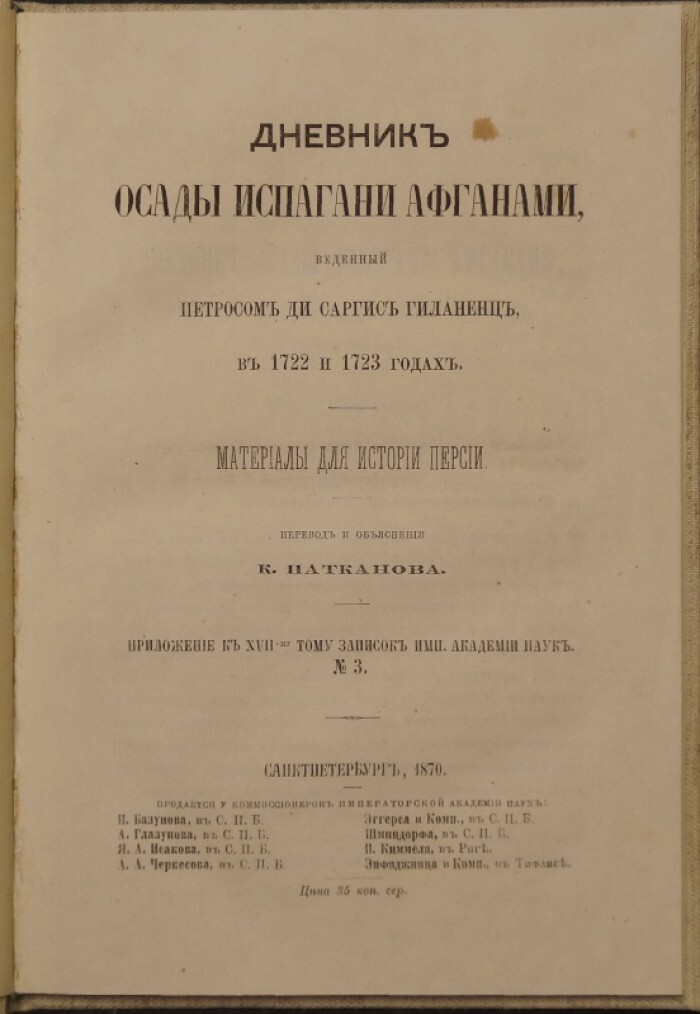 ДНЕВНИКЪ
ОСАДЫ ИСПАГАНИ АФГАНАМИ,
ВЕДЕННЫЙ
ПЕТРОСОМЪ ДИ САРГИСЪ ГИЛАНЕНЦЪ,
ВЪ 1722 И 1723 ГОДАХЪ.
МАТЕРІАЛЫ ДЛЯ ИСТОРІИ ПЕРСІИ.
ПЕРЕВОДЪ И ОБЪЯСНЕНІЯ
К. ПАТКАНОВА.
ПРИЛОЖЕНІЕ КЪ XVII-му ТОМУ ЗАПИСОКЪ ИМП. АКАДЕМІИ НАУКЪ.
№ 3.
САНКТПЕТЕРБУРГЪ, 1870.
ПРОДАЕТСЯ У КОММИССІОНЕРОВЪ ИМПЕРАТОРСКОЙ АКАДЕМІИ НАУКЪ:
И. Базунова, въ С. П. Б.
А. Глазунова, въ С. П. Б.
Я. А. Исакова, въ С. П. Б.
А. А. Черкесова, въ С. П. Б.
Эггерса и Комп., въ С. П. Б.
Шмицдорфа, въ С. П. Б.
Н. Киммеля, въ Ригѣ.
Энфяджянца и Комп., въ Тифлисѣ.
Цѣна 35 коп. сер.